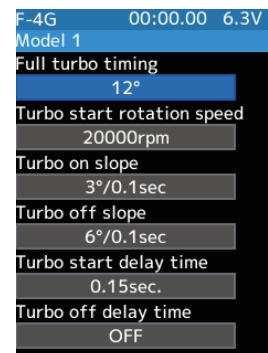 F-4G 00:00.00 6.3V
Model 1
Full turbo timing
12°
Turbo start rotation speed
20000rpm
Turbo on slope
3°/0.1sec
Turbo off slope
6°/0.1sec
Turbo start delay time
0.15sec.
Turbo off delay time
OFF